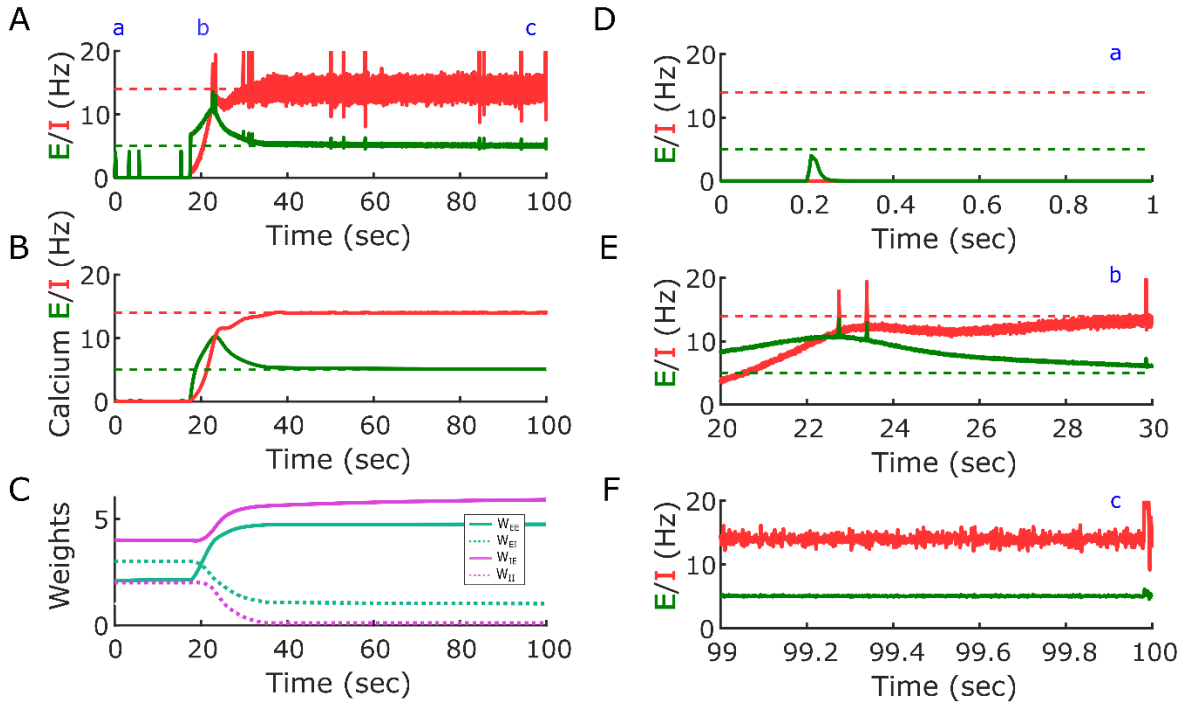 A
a
b
c
E/I (Hz)
20
10
0
0 20 40 60 80 100
Time (sec)
B
Calcium E/I (Hz)
20
10
0
0 20 40 60 80 100
Time (sec)
C
Weights
5
0
W_EE
W_EI
W_IE
W_II
0 20 40 60 80 100
Time (sec)
D
a
E/I (Hz)
20
10
0
0 0.2 0.4 0.6 0.8 1
Time (sec)
E
b
E/I (Hz)
20
10
0
20 22 24 26 28 30
Time (sec)
F
c
E/I (Hz)
20
10
0
99 99.2 99.4 99.6 99.8 100
Time (sec)